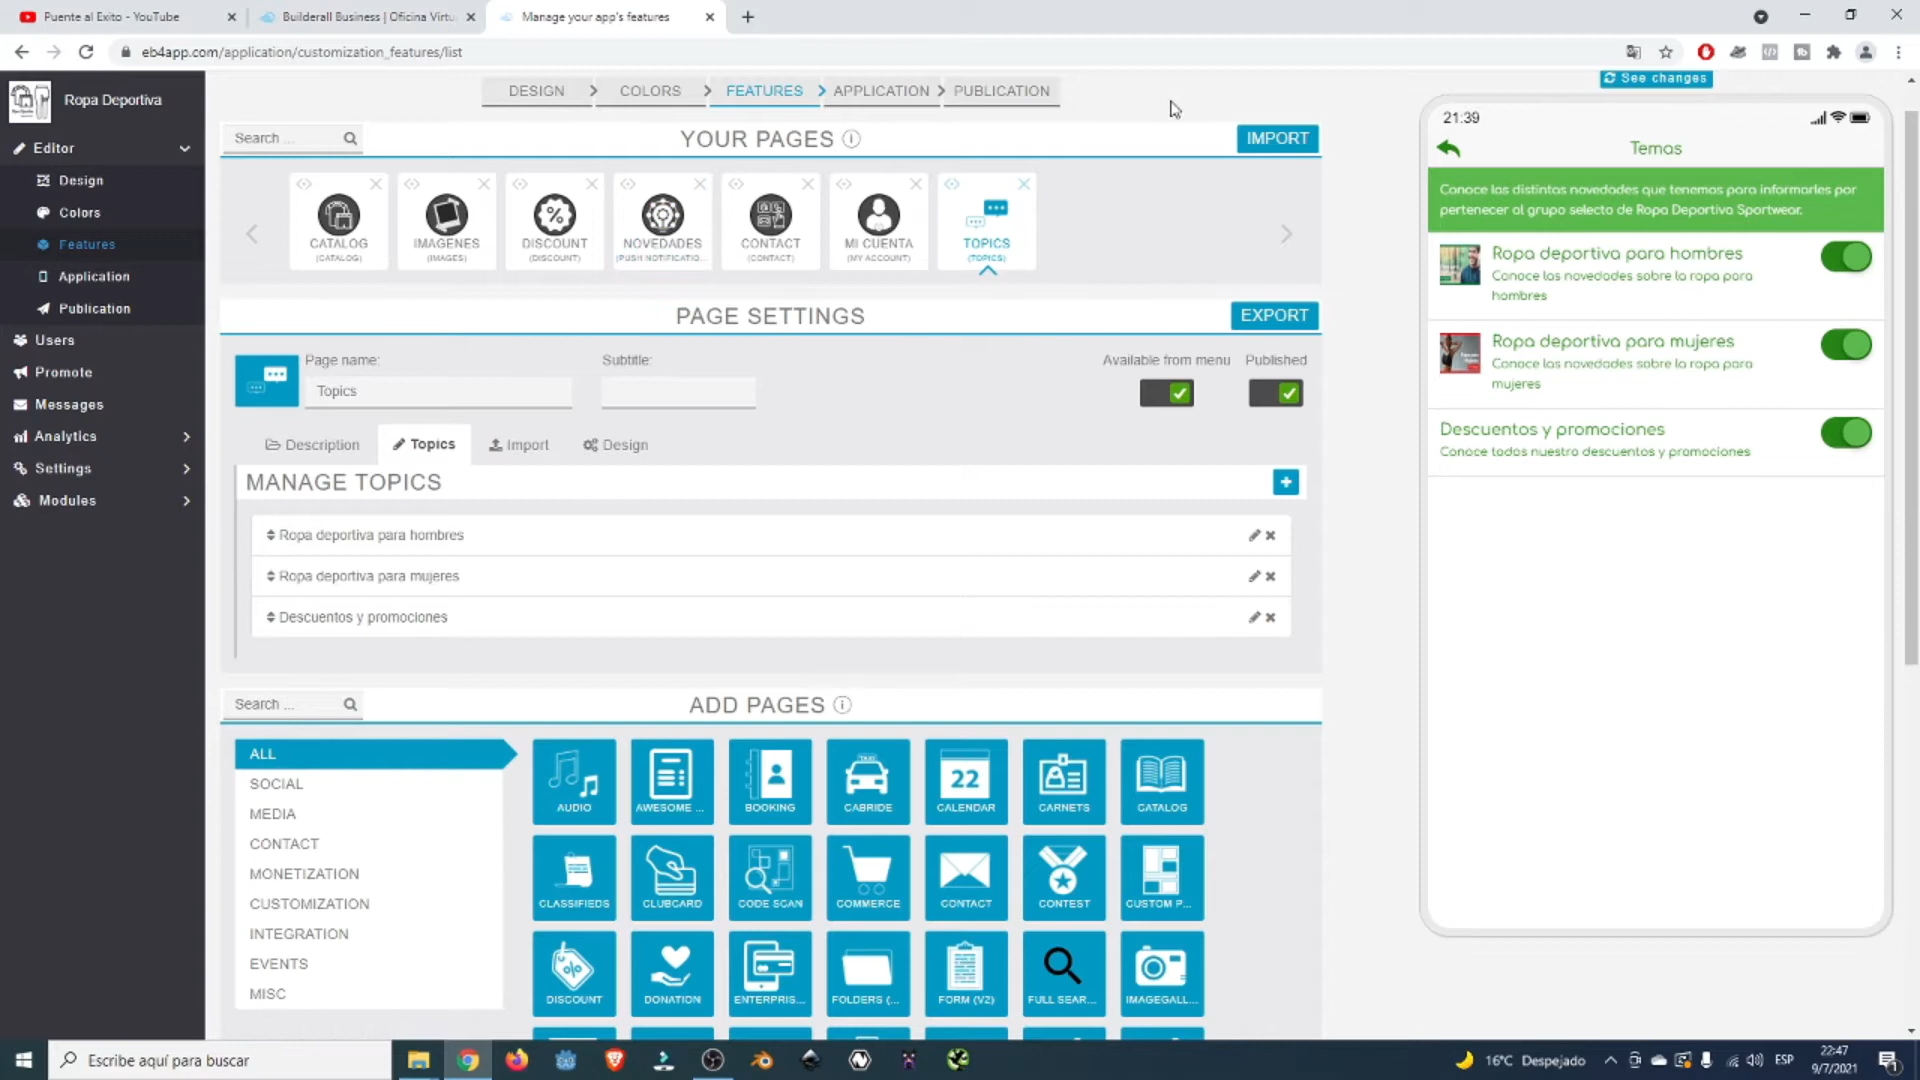 Puente al Exito - YouTube
Builderall Business | Oficina Virtu
Manage your app's features
eb4app.com/application/customization_features/list
Ropa Deportiva
Editor
Design
Colors
Features
Application
Publication
Users
Promote
Messages
Analytics
Settings
Modules
DESIGN
COLORS
FEATURES
APPLICATION
PUBLICATION
Search ...
YOUR PAGES
IMPORT
CATALOG
(CATALOG)
IMAGENES
(IMAGES)
DISCOUNT
(DISCOUNT)
NOVEDADES
(PUSH NOTIFICATIO...
CONTACT
(CONTACT)
MI CUENTA
(MY ACCOUNT)
TOPICS
(TOPICS)
PAGE SETTINGS
EXPORT
Page name:
Topics
Subtitle:
Available from menu
Published
Description
Topics
Import
Design
MANAGE TOPICS
+
Ropa deportiva para hombres
Ropa deportiva para mujeres
Descuentos y promociones
Search ...
ADD PAGES
ALL
SOCIAL
MEDIA
CONTACT
MONETIZATION
CUSTOMIZATION
INTEGRATION
EVENTS
MISC
AUDIO
AWESOME ...
BOOKING
TAXI
CABRIDE
22
CALENDAR
CARNETS
CATALOG
CLASSIFIEDS
CLUBCARD
CODE SCAN
COMMERCE
CONTACT
CONTEST
CUSTOM P...
DISCOUNT
DONATION
ENTERPRIS...
FOLDERS (...
FORM (V2)
FULL SEAR...
IMAGEGALL...
See changes
21:39
Temas
Conoce las distintas novedades que tenemos para informarles por
pertenecer al grupo selecto de Ropa Deportiva Sportwear.
Ropa deportiva para hombres
Conoce las novedades sobre la ropa para
hombres
Ropa deportiva para mujeres
Conoce las novedades sobre la ropa para
mujeres
Descuentos y promociones
Conoce todos nuestro descuentos y promociones
Escribe aquí para buscar
16°C Despejado
ESP
22:47
9/7/2021
1